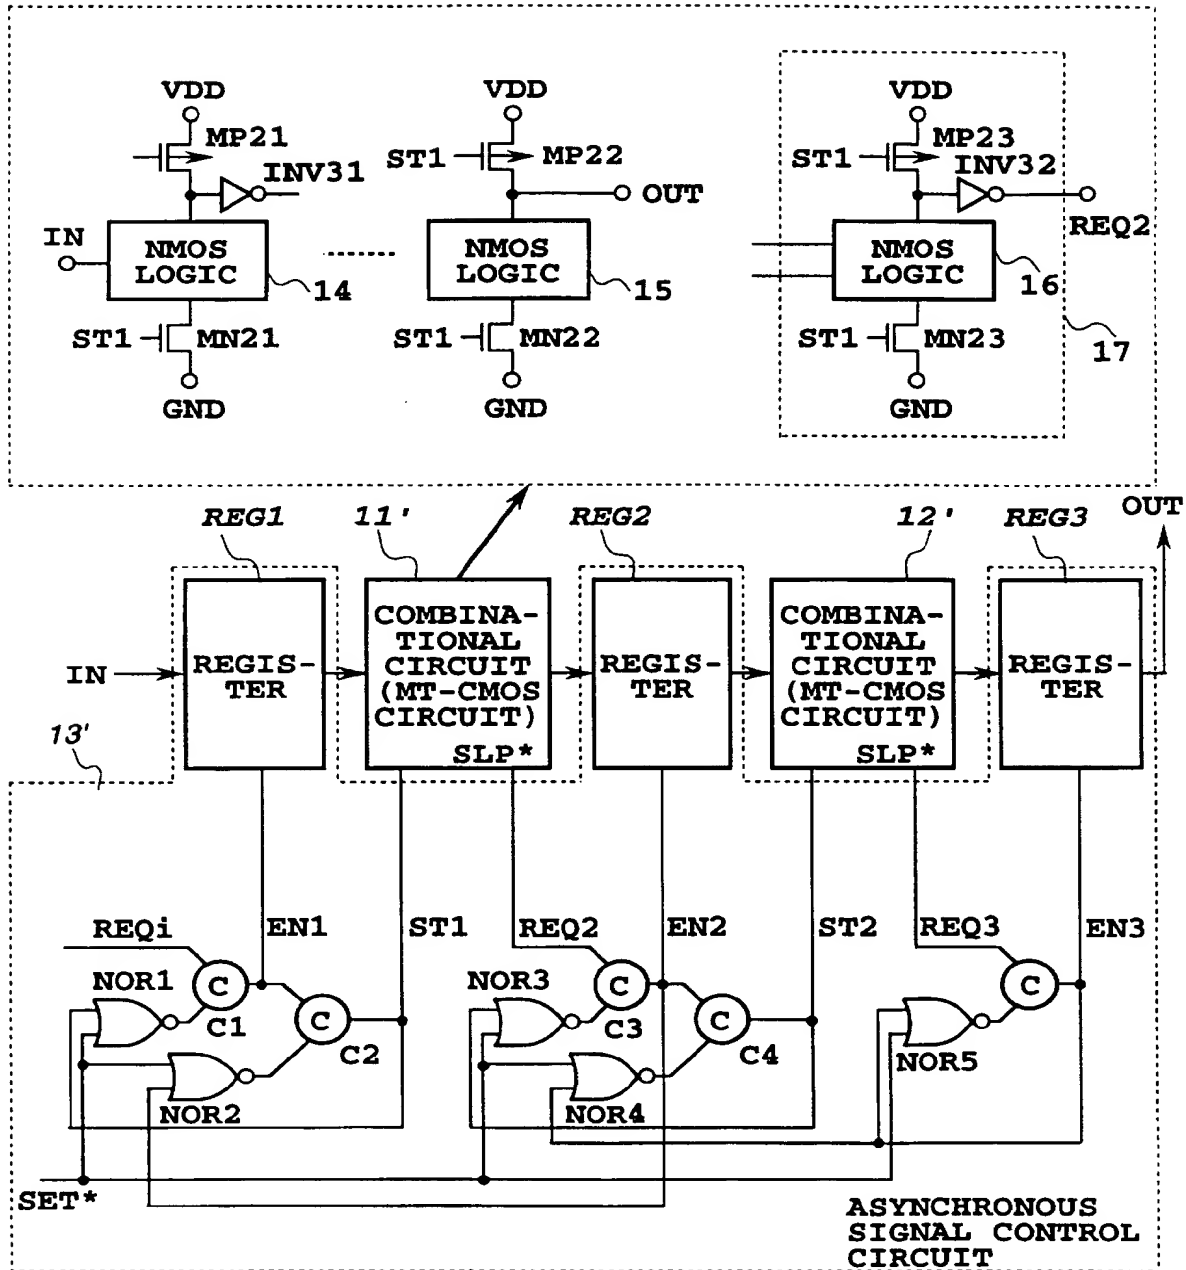 VDD
MP21
INV31
IN
NMOS
LOGIC
14
ST1
MN21
GND
VDD
ST1
MP22
OUT
NMOS
LOGIC
15
ST1
MN22
GND
VDD
MP23
ST1
INV32
REQ2
NMOS
LOGIC
16
ST1
MN23
GND
17
REG1
11'
REG2
12'
REG3
OUT
IN
REGIS-
TER
COMBINA-
TIONAL
CIRCUIT
(MT-CMOS
CIRCUIT)
SLP*
REGIS-
TER
COMBINA-
TIONAL
CIRCUIT
(MT-CMOS
CIRCUIT)
SLP*
REGIS-
TER
13'
REQi
EN1
ST1
REQ2
EN2
ST2
REQ3
EN3
NOR1
C
C1
C
C2
NOR2
NOR3
C
C3
C
C4
NOR4
C
NOR5
SET*
ASYNCHRONOUS
SIGNAL CONTROL
CIRCUIT